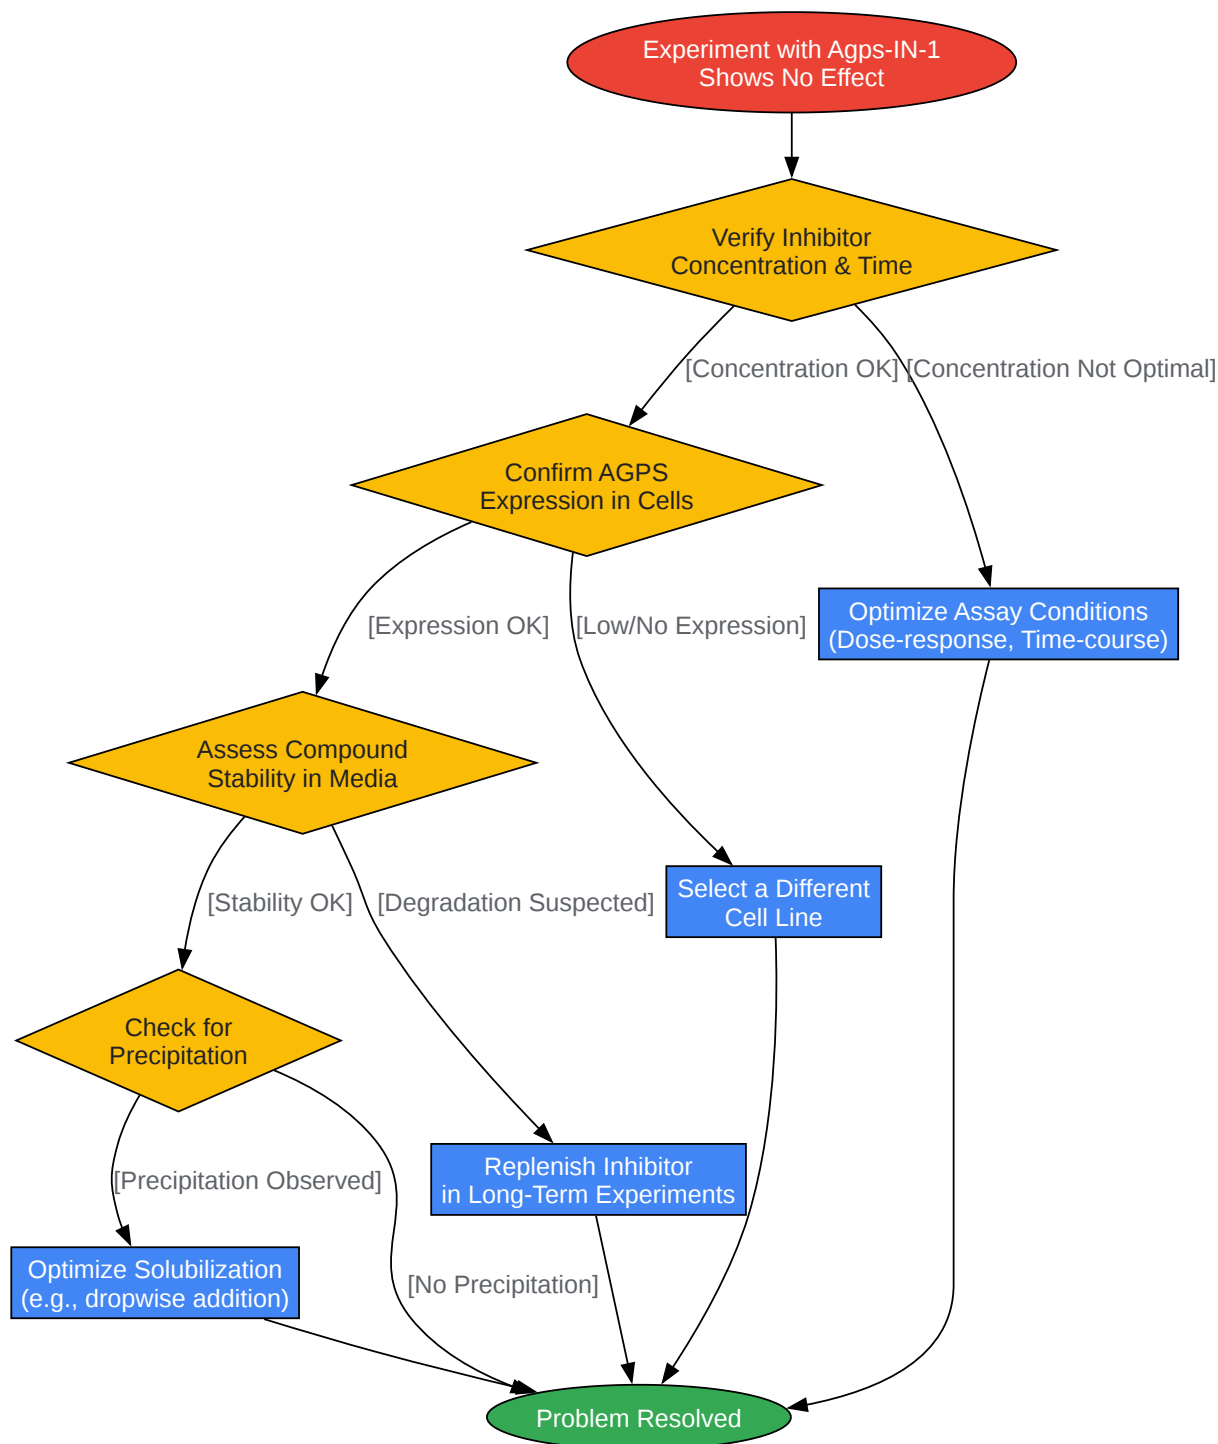 Experiment with Agps-IN-1
Shows No Effect
Verify Inhibitor
Concentration & Time
[Concentration OK]
[Concentration Not Optimal]
Confirm AGPS
Expression in Cells
Optimize Assay Conditions
(Dose-response, Time-course)
[Expression OK]
[Low/No Expression]
Assess Compound
Stability in Media
Select a Different
Cell Line
[Stability OK]
[Degradation Suspected]
Check for
Precipitation
Replenish Inhibitor
in Long-Term Experiments
[Precipitation Observed]
Optimize Solubilization
(e.g., dropwise addition)
[No Precipitation]
Problem Resolved